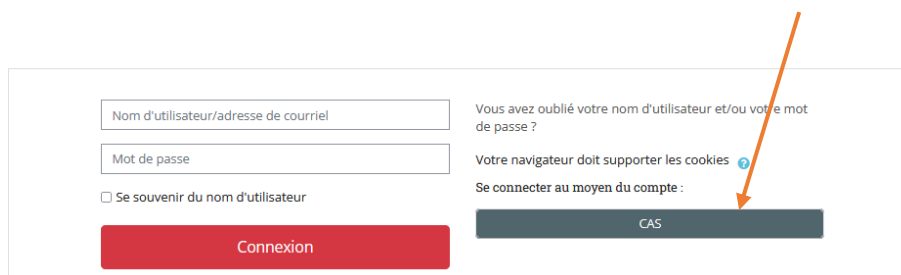 Nom d'utilisateur/adresse de courriel
Mot de passe
Se souvenir du nom d'utilisateur
Connexion
Vous avez oublié votre nom d'utilisateur et/ou votre mot
de passe ?
Votre navigateur doit supporter les cookies ?
Se connecter au moyen du compte :
CAS